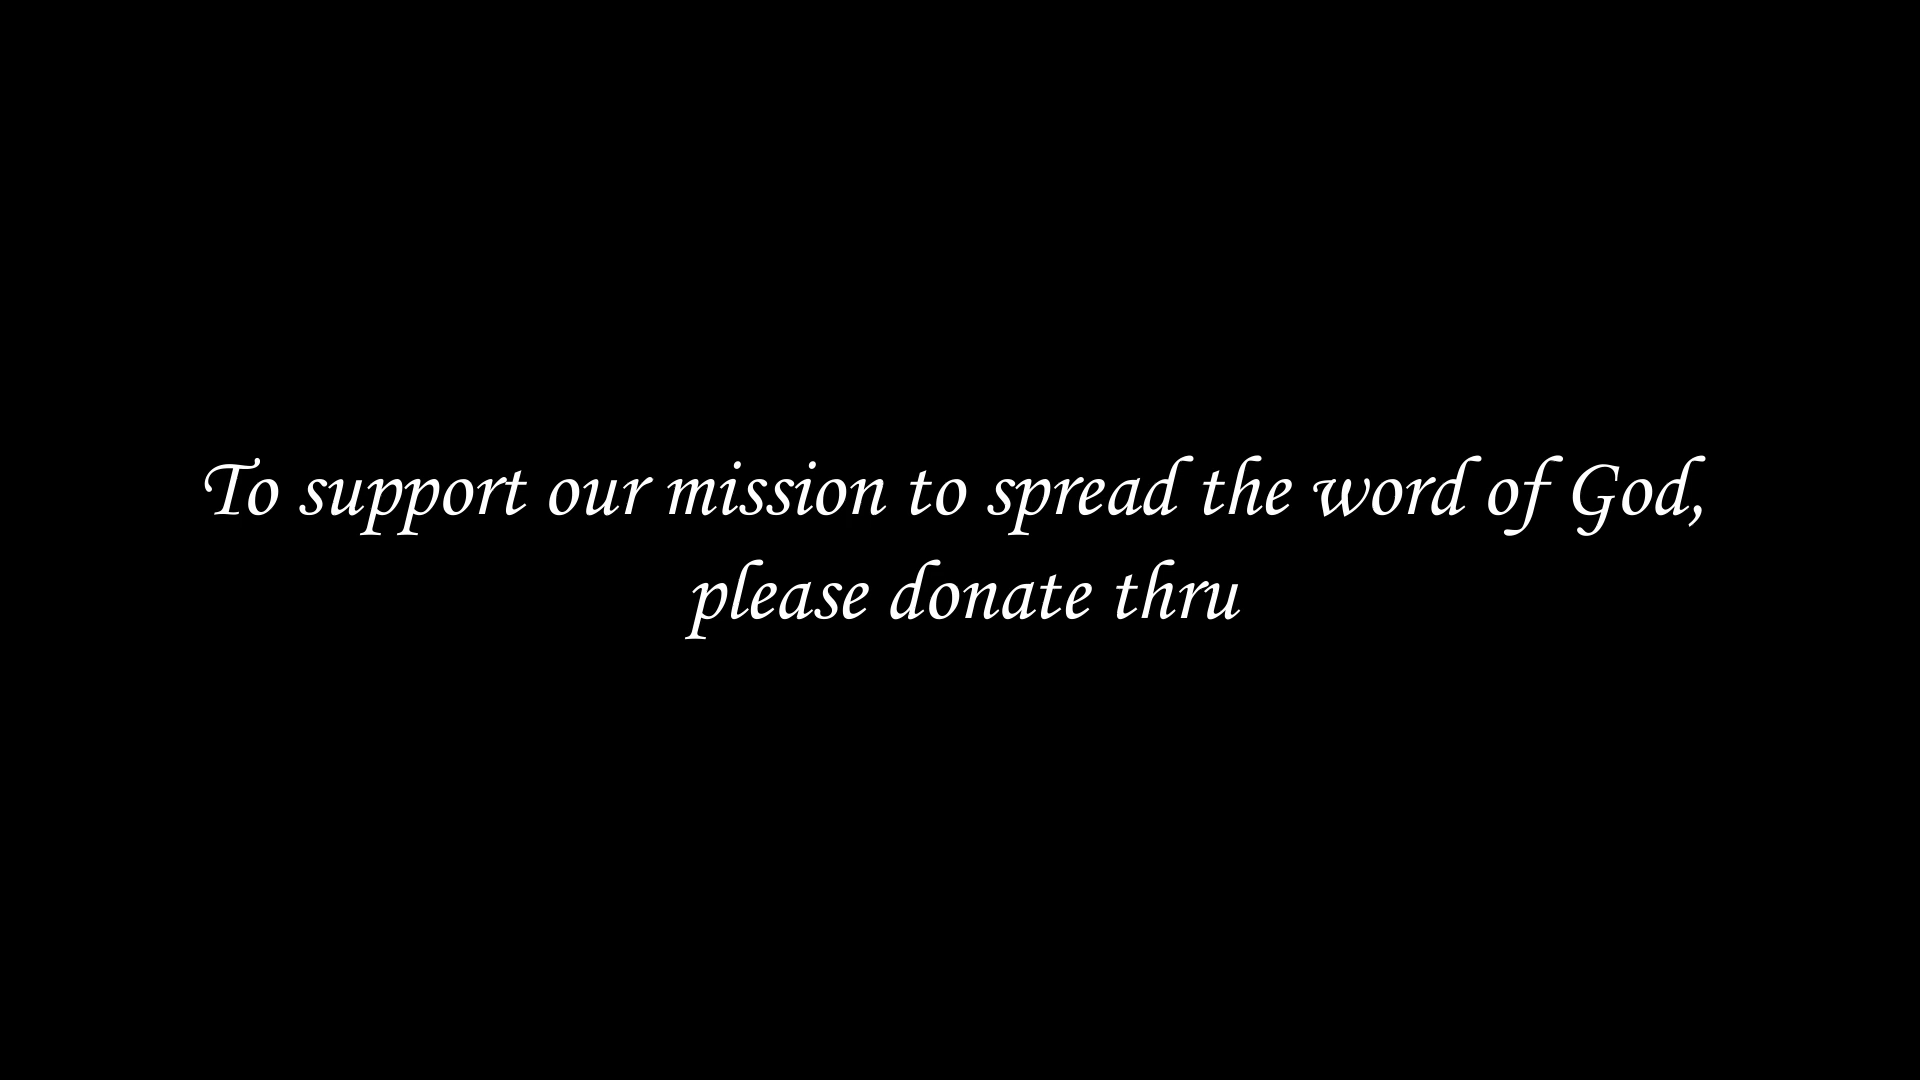 To support our mission to spread the word of God,
please donate thru